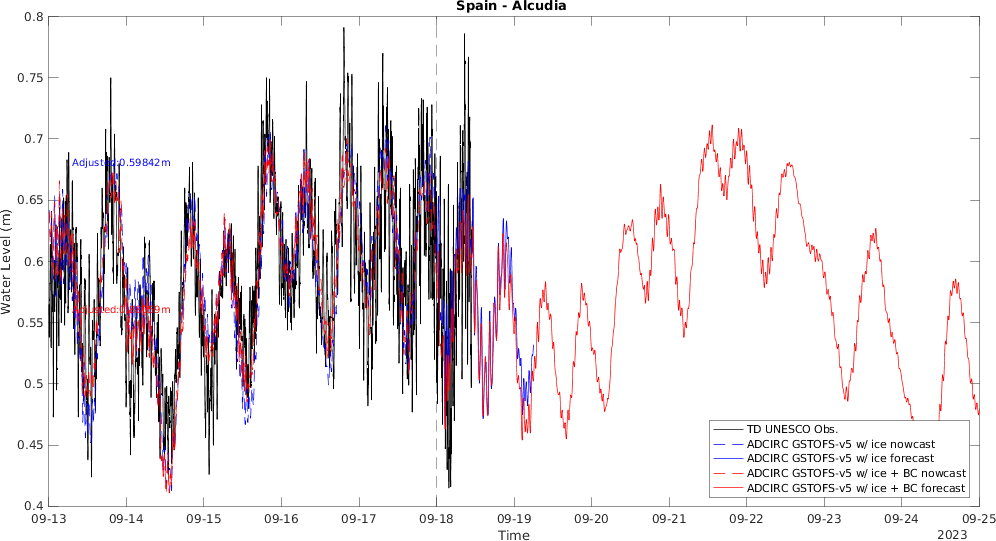 Spain - Alcudia
0.8
0.75
0.7
0.65
0.6
0.55
0.5
0.45
0.4
Water Level (m)
Adjusted:0.59842m
TD UNESCO Obs.
ADCIRC GSTOFS-v5 w/ ice nowcast
ADCIRC GSTOFS-v5 w/ ice forecast
ADCIRC GSTOFS-v5 w/ ice + BC nowcast
ADCIRC GSTOFS-v5 w/ ice + BC forecast
09-13 09-14 09-15 09-16 09-17 09-18 09-19 09-20 09-21 09-22 09-23 09-24 09-25
Time
2023